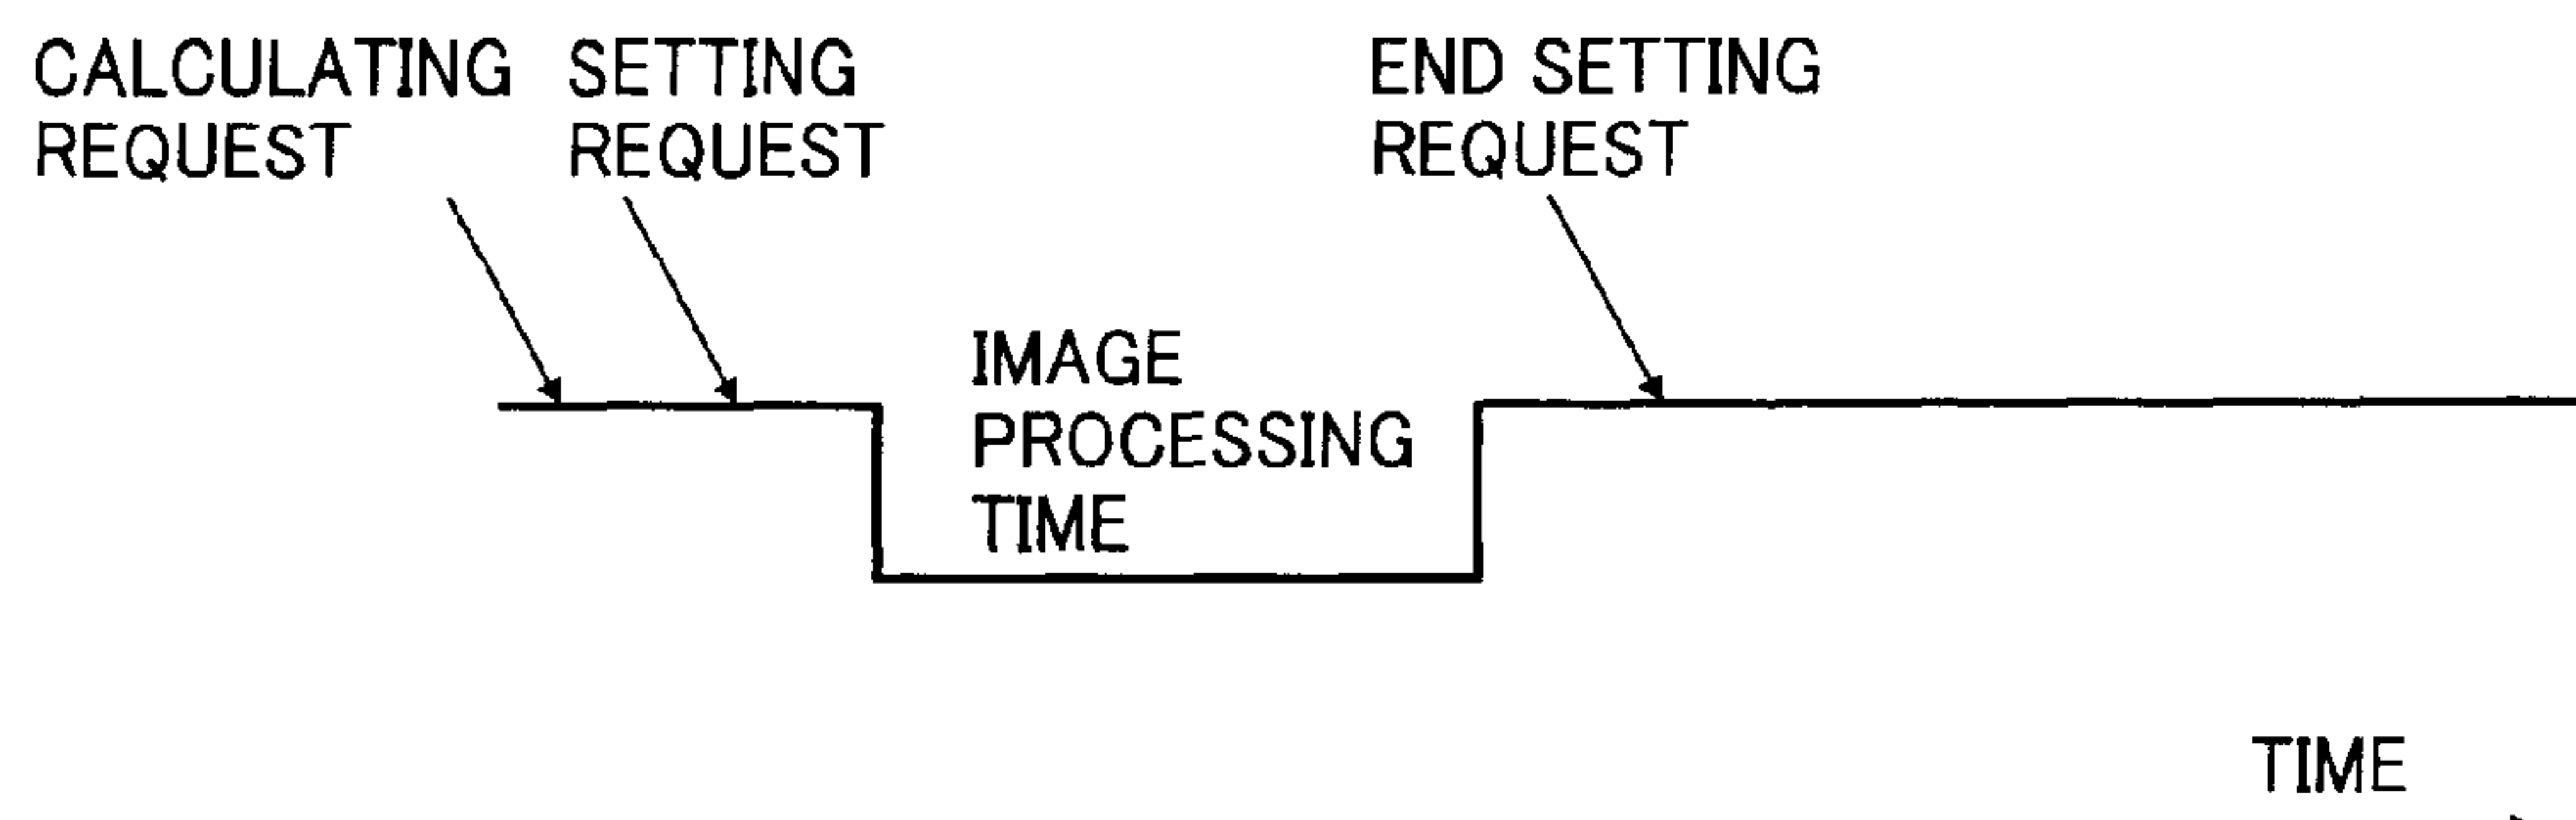 CALCULATING
REQUEST
SETTING
REQUEST
END SETTING
REQUEST
IMAGE
PROCESSING
TIME
TIME